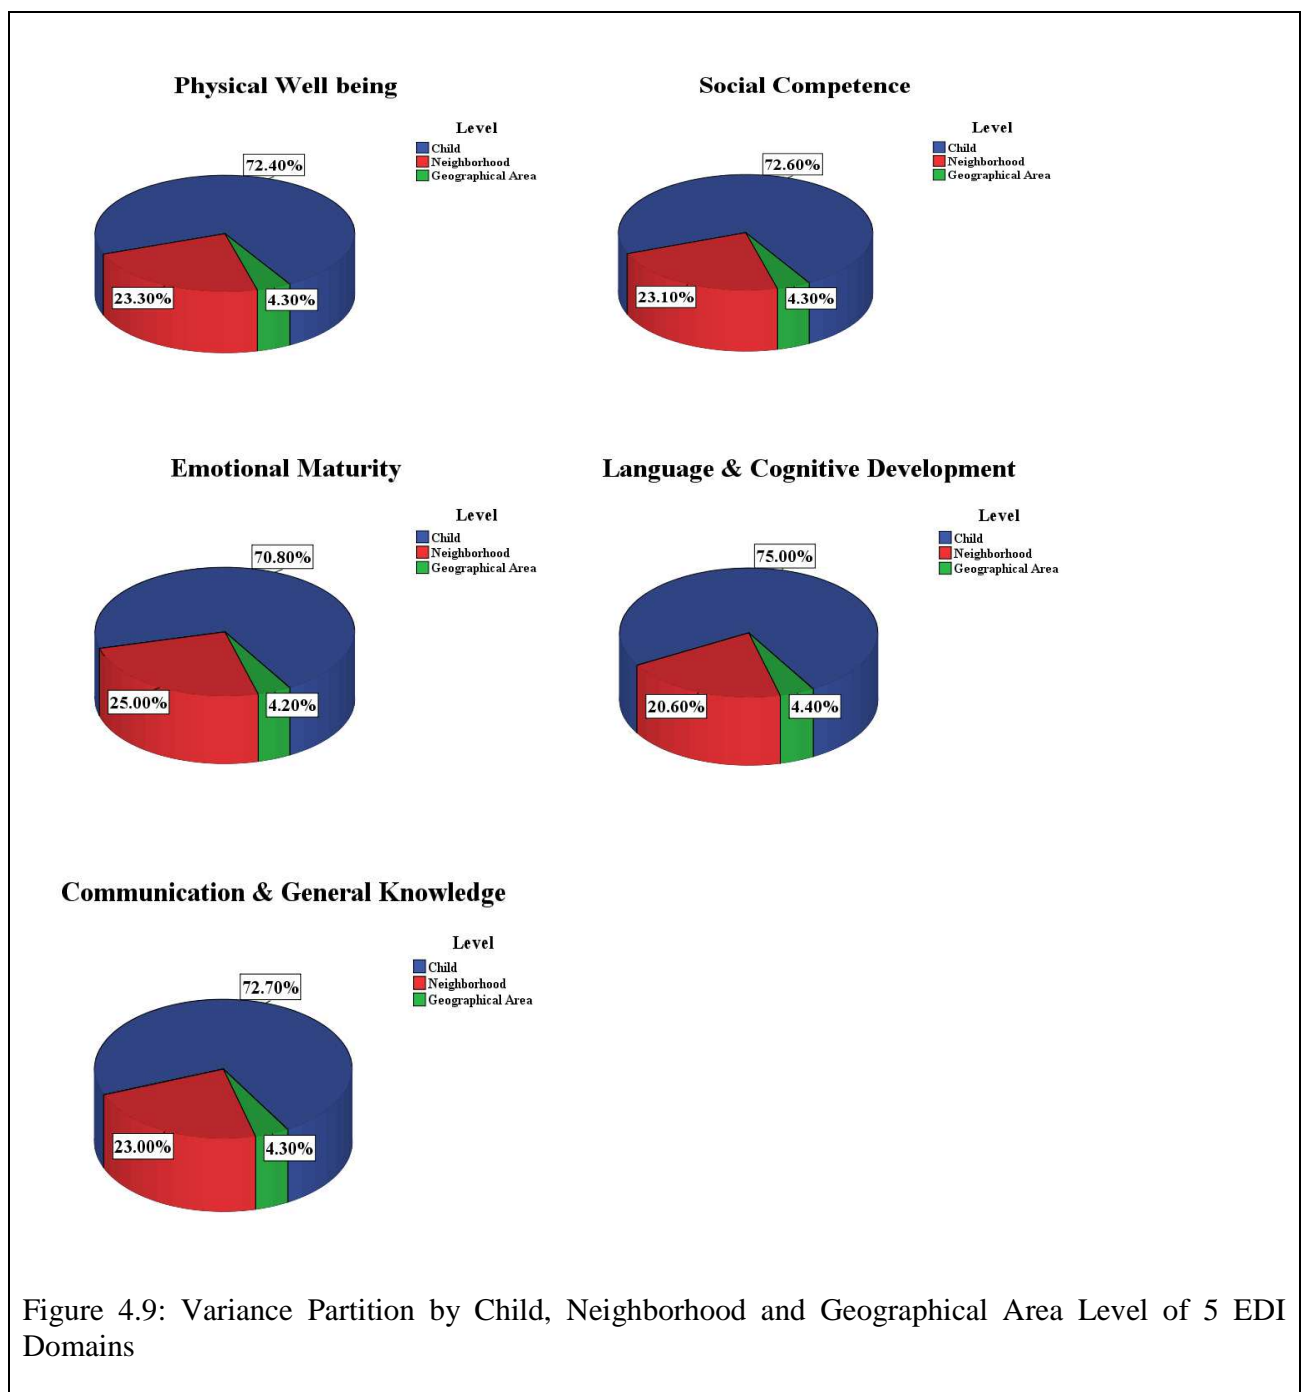 Physical Well being
Level
Child
Neighborhood
Geographical Area
72.40%
23.30%
4.30%
Social Competence
Level
Child
Neighborhood
Geographical Area
72.60%
23.10%
4.30%
Emotional Maturity
Level
Child
Neighborhood
Geographical Area
70.80%
25.00%
4.20%
Language & Cognitive Development
Level
Child
Neighborhood
Geographical Area
75.00%
20.60%
4.40%
Communication & General Knowledge
Level
Child
Neighborhood
Geographical Area
72.70%
23.00%
4.30%
Figure 4.9: Variance Partition by Child, Neighborhood and Geographical Area Level of 5 EDI
Domains